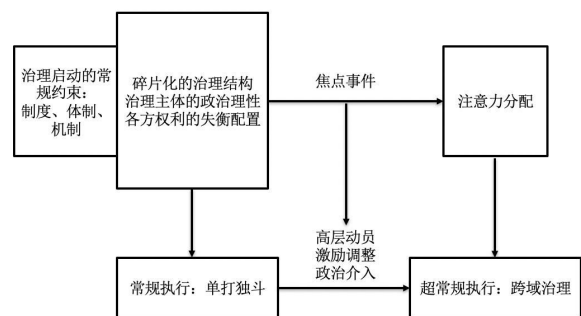 治理启动的常
规约束：
制度、体制、
机制
碎片化的治理结构
治理主体的政治理性
各方权利的失衡配置
焦点事件
注意力分配
高层动员
激励调整
政治介入
常规执行：单打独斗
超常规执行：跨域治理